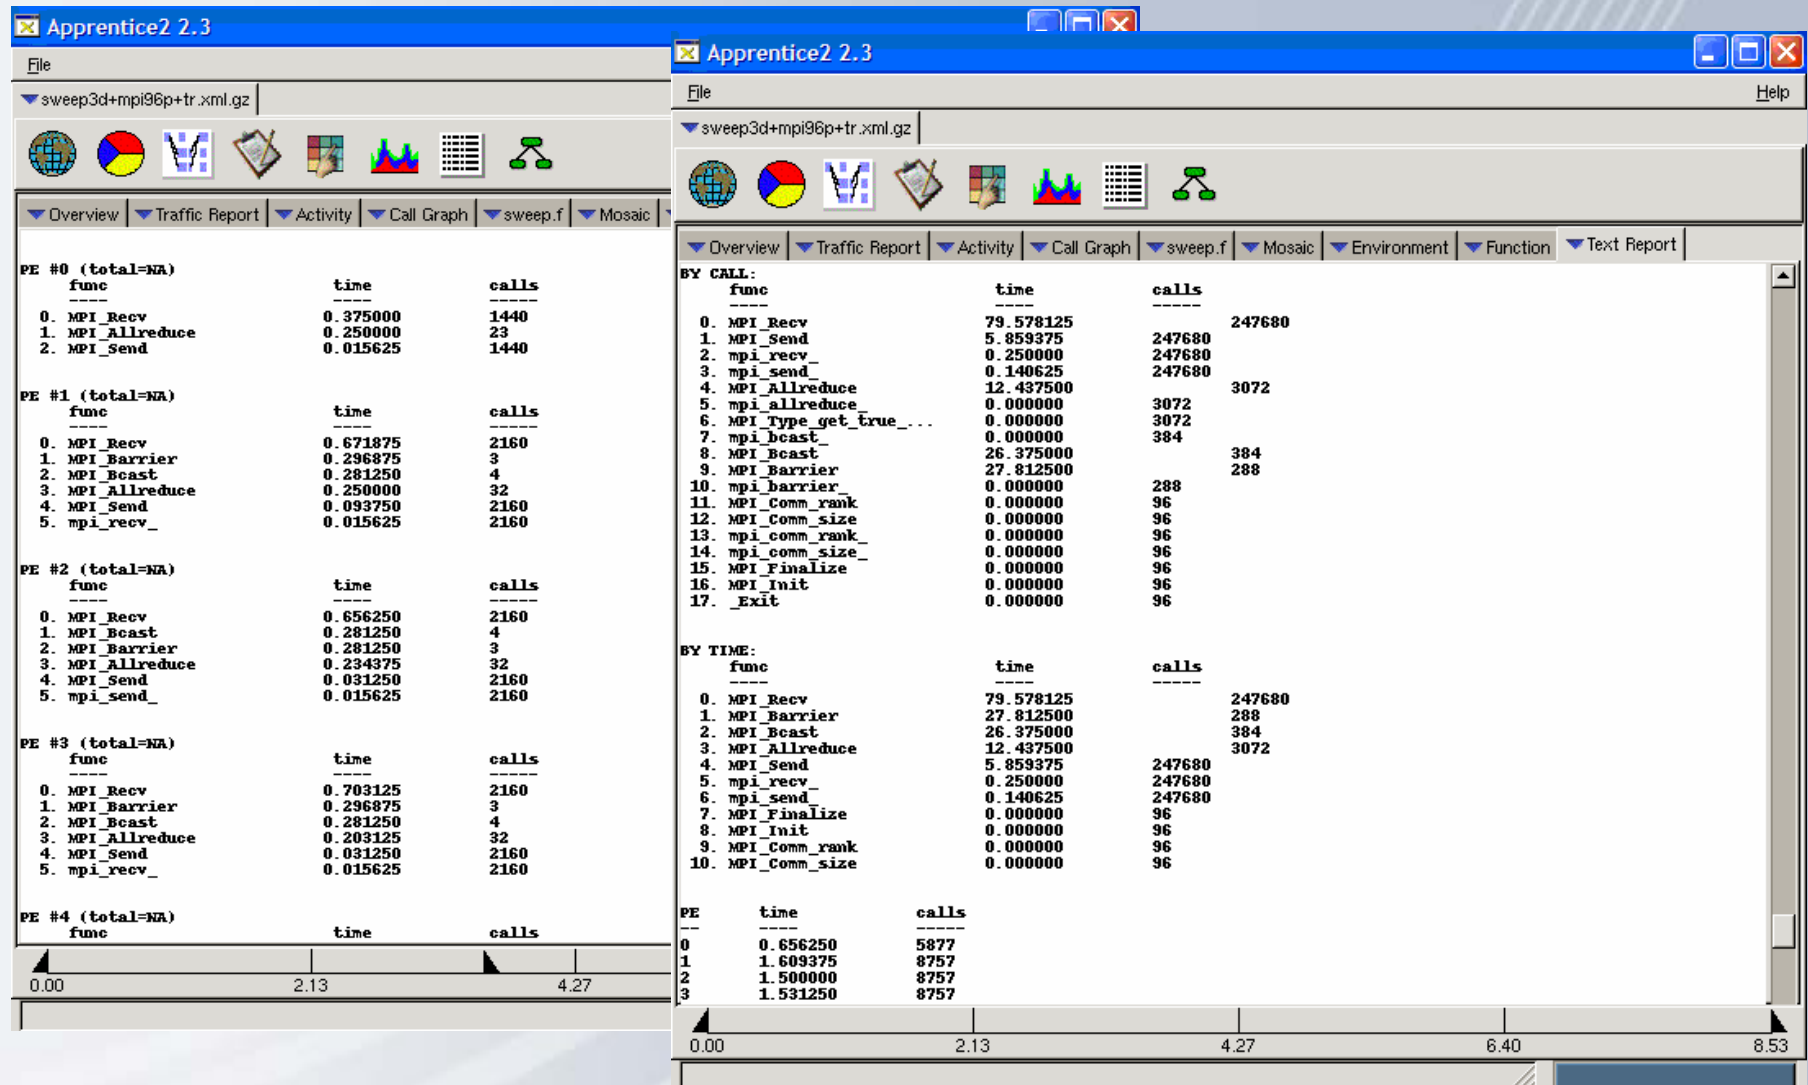 Apprentice2 2.3
File
sweep3d+mpi96p+tr.xml.gz
Overview Traffic Report Activity Call Graph sweep.f Mosaic
PE #0 (total=NA)
func time calls
---- ---- -----
0. MPI_Recv 0.375000 1440
1. MPI_Allreduce 0.250000 23
2. MPI_Send 0.015625 1440
PE #1 (total=NA)
func time calls
---- ---- -----
0. MPI_Recv 0.671875 2160
1. MPI_Barrier 0.296875 3
2. MPI_Bcast 0.281250 4
3. MPI_Allreduce 0.250000 32
4. MPI_Send 0.093750 2160
5. mpi_recv_ 0.015625 2160
PE #2 (total=NA)
func time calls
---- ---- -----
0. MPI_Recv 0.656250 2160
1. MPI_Bcast 0.281250 4
2. MPI_Barrier 0.281250 3
3. MPI_Allreduce 0.234375 32
4. MPI_Send 0.031250 2160
5. mpi_send_ 0.015625 2160
PE #3 (total=NA)
func time calls
---- ---- -----
0. MPI_Recv 0.703125 2160
1. MPI_Barrier 0.296875 3
2. MPI_Bcast 0.281250 4
3. MPI_Allreduce 0.203125 32
4. MPI_Send 0.031250 2160
5. mpi_recv_ 0.015625 2160
PE #4 (total=NA)
func time calls
0.00 2.13 4.27
Apprentice2 2.3
File Help
sweep3d+mpi96p+tr.xml.gz
Overview Traffic Report Activity Call Graph sweep.f Mosaic Environment Function Text Report
BY CALL:
func time calls
---- ---- -----
0. MPI_Recv 79.578125 247680
1. MPI_Send 5.859375 247680
2. mpi_recv_ 0.250000 247680
3. mpi_send_ 0.140625 247680
4. MPI_Allreduce 12.437500 3072
5. mpi_allreduce_ 0.000000 3072
6. MPI_Type_get_true_... 0.000000 3072
7. mpi_bcast_ 0.000000 384
8. MPI_Bcast 26.375000 384
9. MPI_Barrier 27.812500 288
10. mpi_barrier_ 0.000000 288
11. MPI_Comm_rank 0.000000 96
12. MPI_Comm_size 0.000000 96
13. mpi_comm_rank_ 0.000000 96
14. mpi_comm_size_ 0.000000 96
15. MPI_Finalize 0.000000 96
16. MPI_Init 0.000000 96
17. _Exit 0.000000 96
BY TIME:
func time calls
---- ---- -----
0. MPI_Recv 79.578125 247680
1. MPI_Barrier 27.812500 288
2. MPI_Bcast 26.375000 384
3. MPI_Allreduce 12.437500 3072
4. MPI_Send 5.859375 247680
5. mpi_recv_ 0.250000 247680
6. mpi_send_ 0.140625 247680
7. MPI_Finalize 0.000000 96
8. MPI_Init 0.000000 96
9. MPI_Comm_rank 0.000000 96
10. MPI_Comm_size 0.000000 96
PE time calls
-- ---- -----
0 0.656250 5877
1 1.609375 8757
2 1.500000 8757
3 1.531250 8757
0.00 2.13 4.27 6.40 8.53